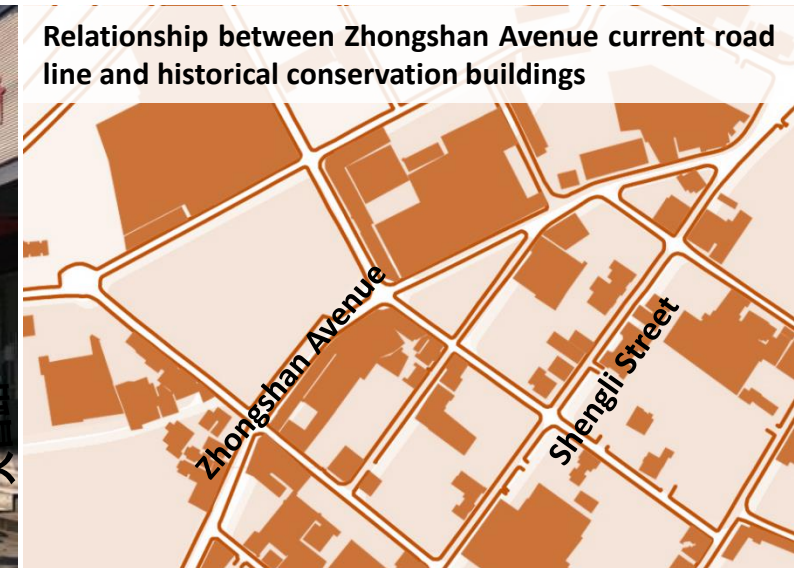 Relationship between Zhongshan Avenue current road
line and historical conservation buildings
Zhongshan Avenue
Shengli Street